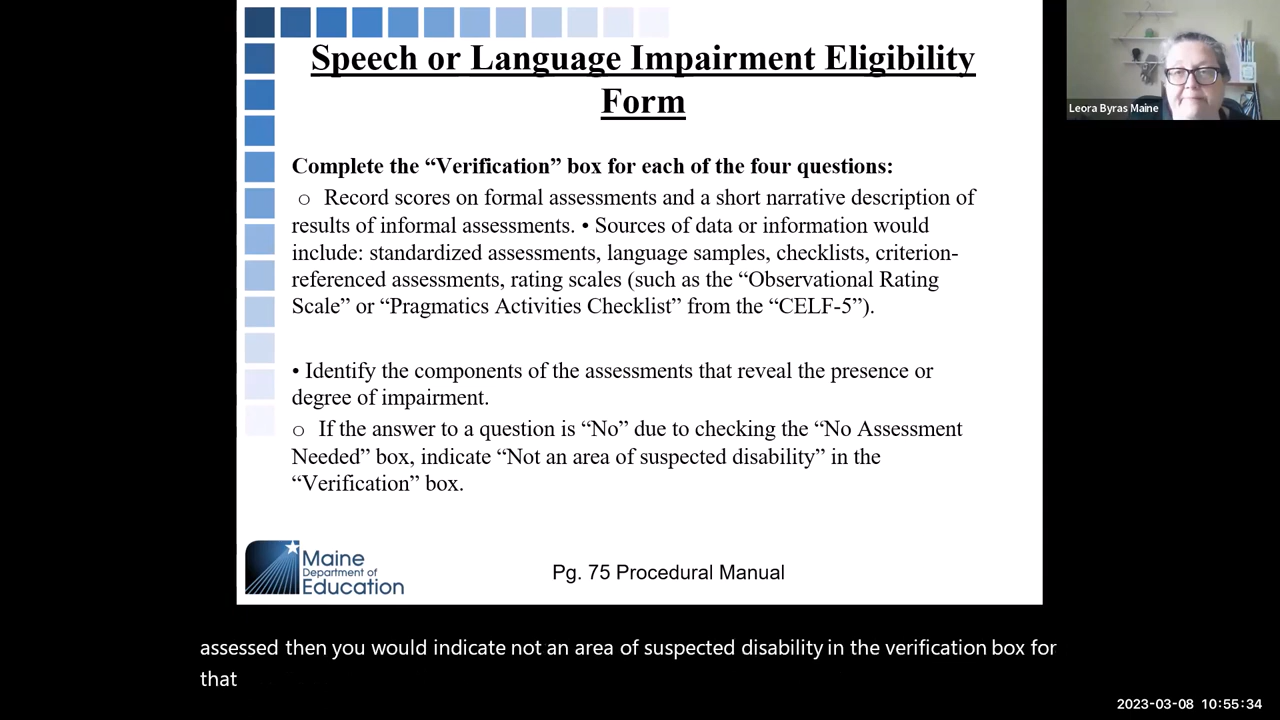 Speech or Language Impairment Eligibility
Form
Complete the “Verification” box for each of the four questions:
○ Record scores on formal assessments and a short narrative description of
results of informal assessments. • Sources of data or information would
include: standardized assessments, language samples, checklists, criterion-
referenced assessments, rating scales (such as the “Observational Rating
Scale” or “Pragmatics Activities Checklist” from the “CELF-5”).
• Identify the components of the assessments that reveal the presence or
degree of impairment.
○ If the answer to a question is “No” due to checking the “No Assessment
Needed” box, indicate “Not an area of suspected disability” in the
“Verification” box.
Maine
Department of
Education
Pg. 75 Procedural Manual
Leora Byras Maine
assessed then you would indicate not an area of suspected disability in the verification box for
that
2023-03-08 10:55:34